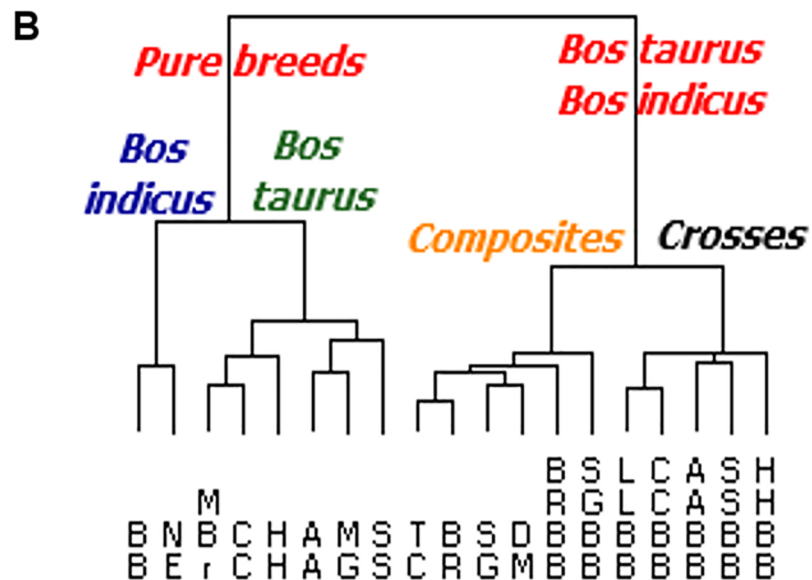 B
Pure breeds
Bos taurus
Bos indicus
Bos indicus
Bos taurus
Composites
Crosses
B S L C A S H
M R G L C A S H
B N B C H A M S T B S D B B B B B B B
B E r C H A G S C R G M B B B B B B B